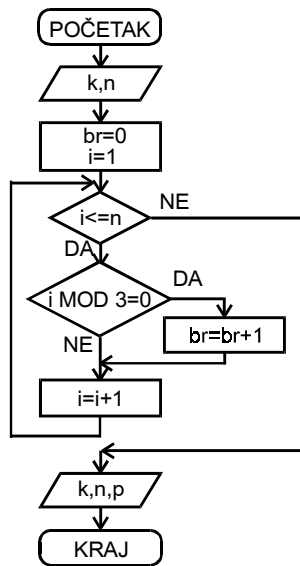 POČETAK
k,n
br=0
i=1
i<=n
NE
DA
i MOD 3=0
DA
br=br+1
NE
i=i+1
k,n,p
KRAJ